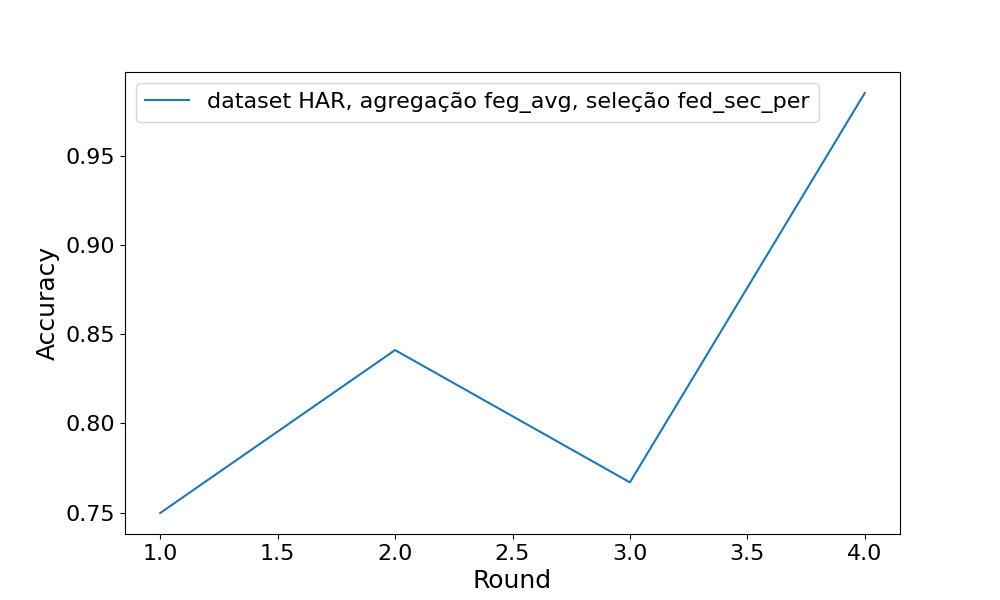 dataset HAR, agregação feg_avg, seleção fed_sec_per
0.95
0.90
0.85
0.80
0.75
Accuracy
1.0 1.5 2.0 2.5 3.0 3.5 4.0
Round